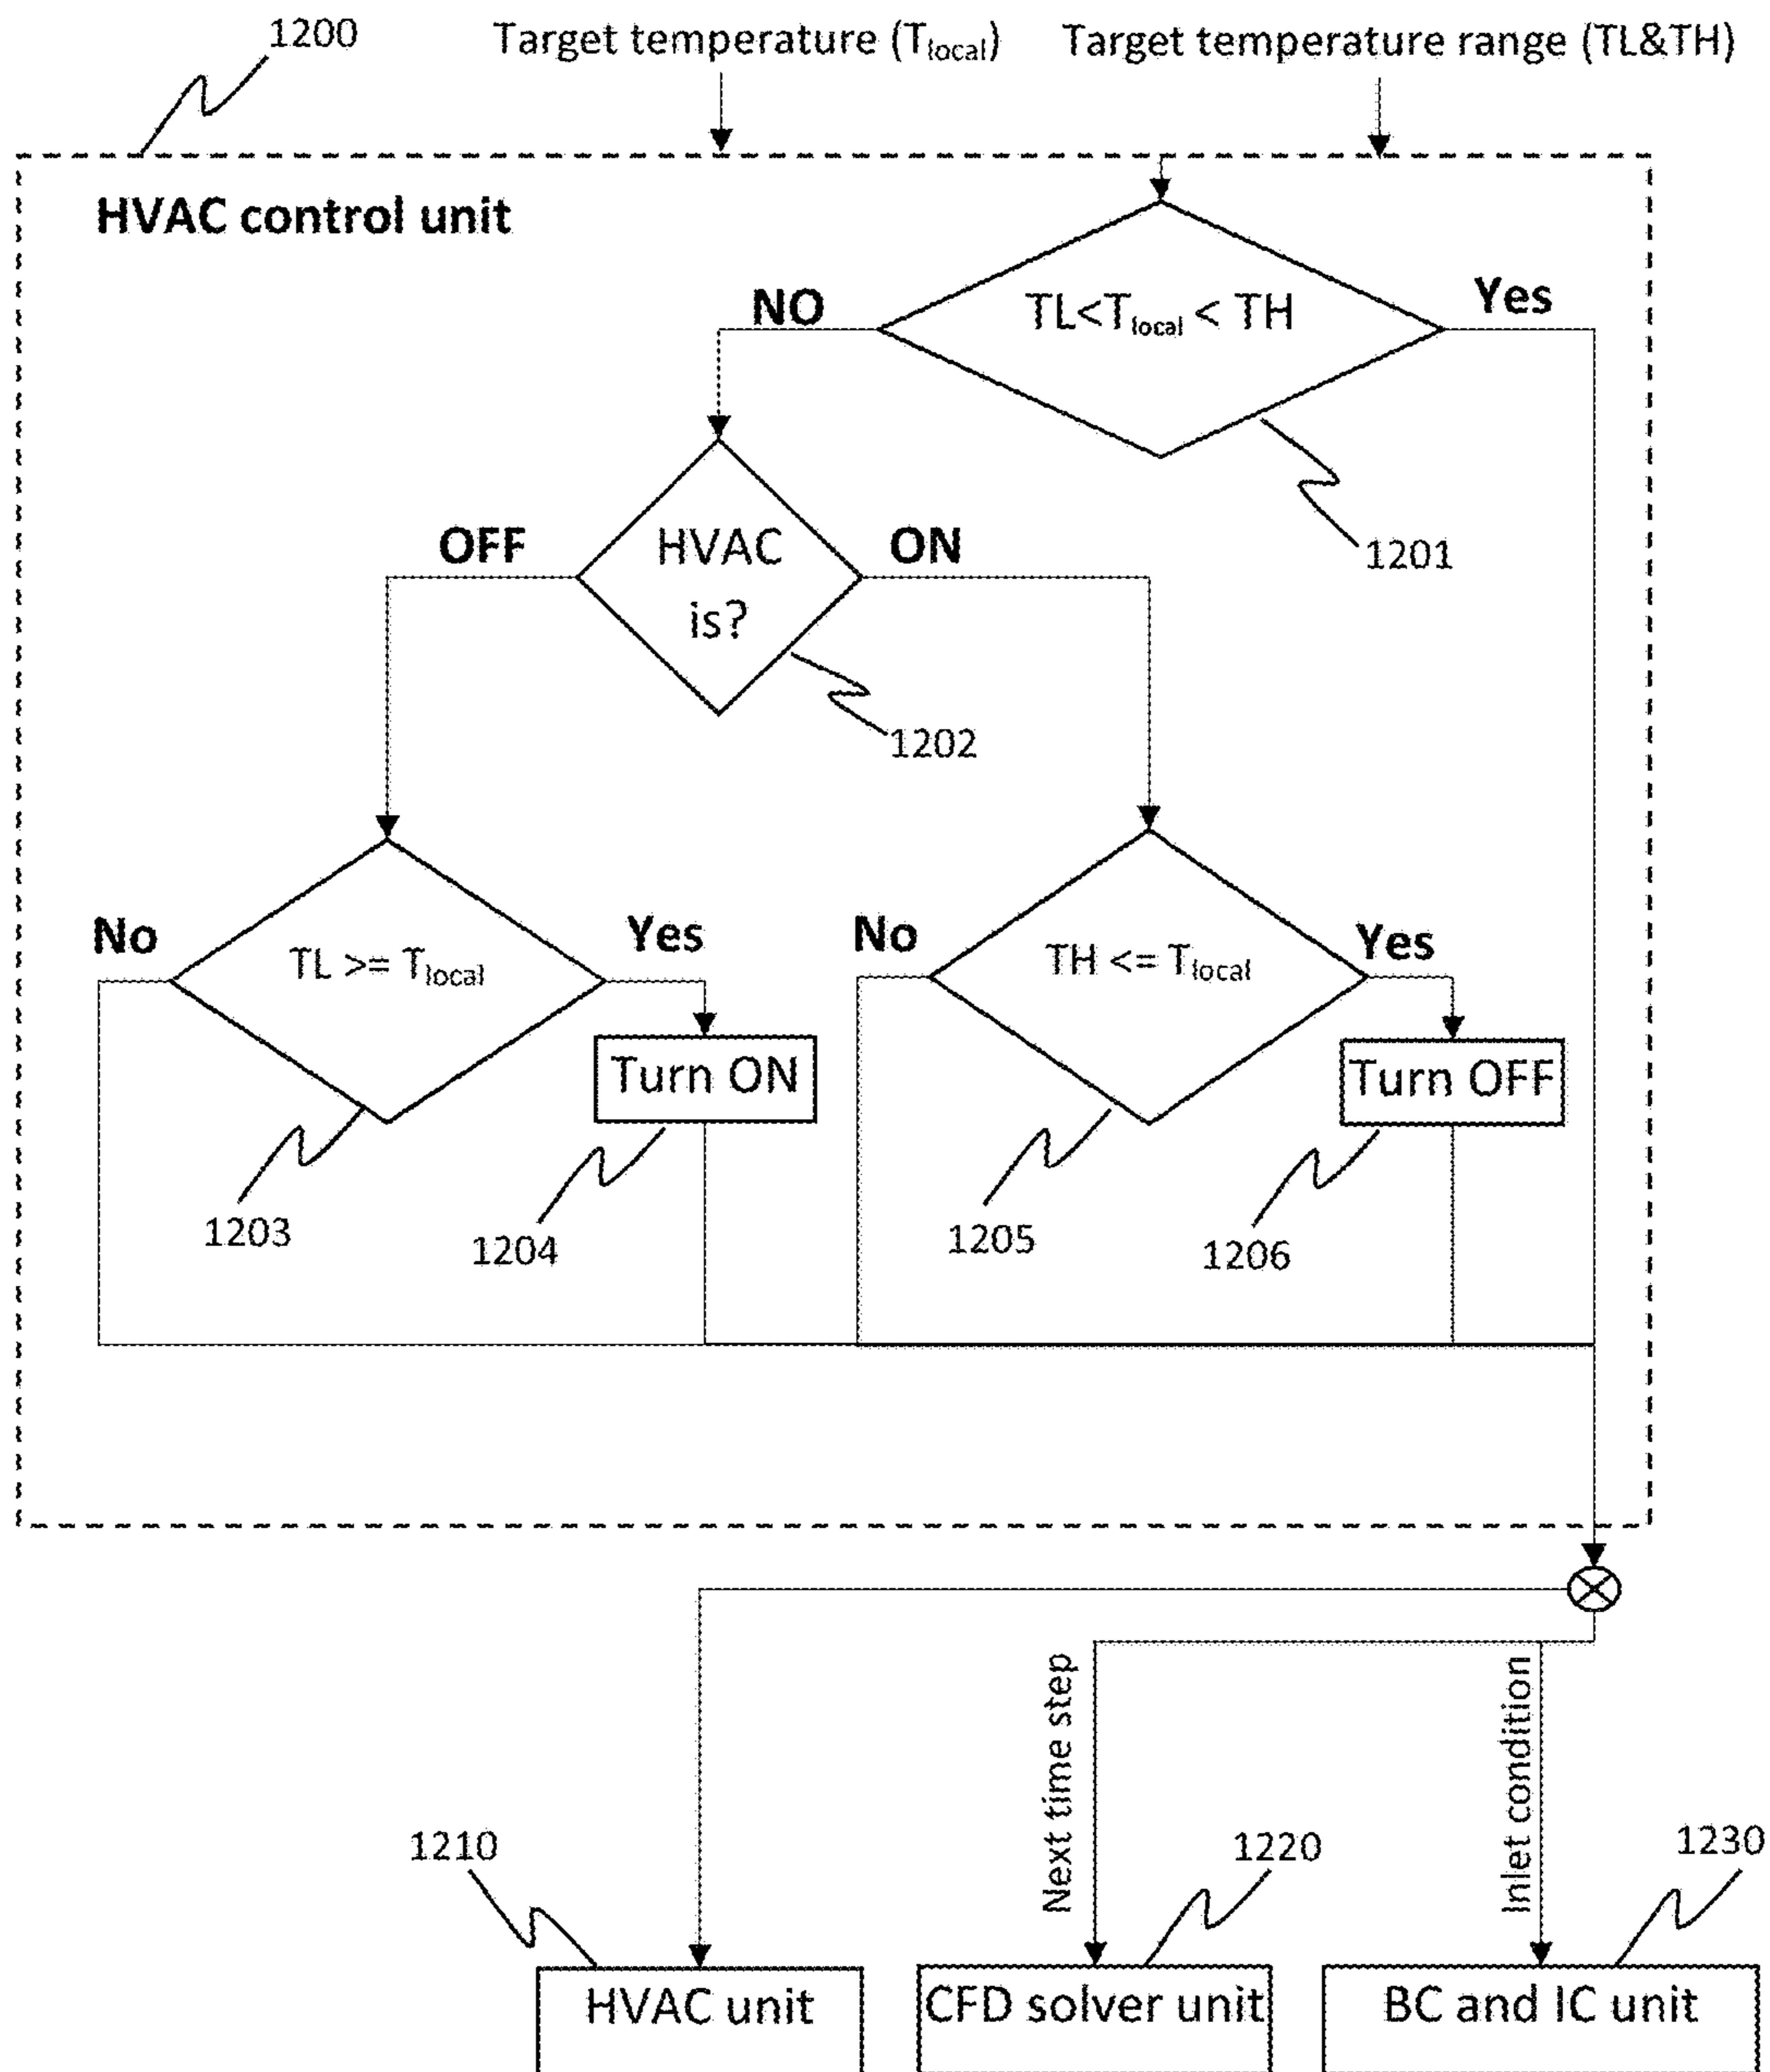 1200
Target temperature (Tlocal)
Target temperature range (TL&TH)
HVAC control unit
NO
TL<Tlocal < TH
Yes
1201
OFF
HVAC
is?
ON
1202
No
TL >= Tlocal
Yes
Turn ON
1203
1204
No
TH <= Tlocal
Yes
Turn OFF
1205
1206
Next time step
Inlet condition
1210
1220
1230
HVAC unit
CFD solver unit
BC and IC unit